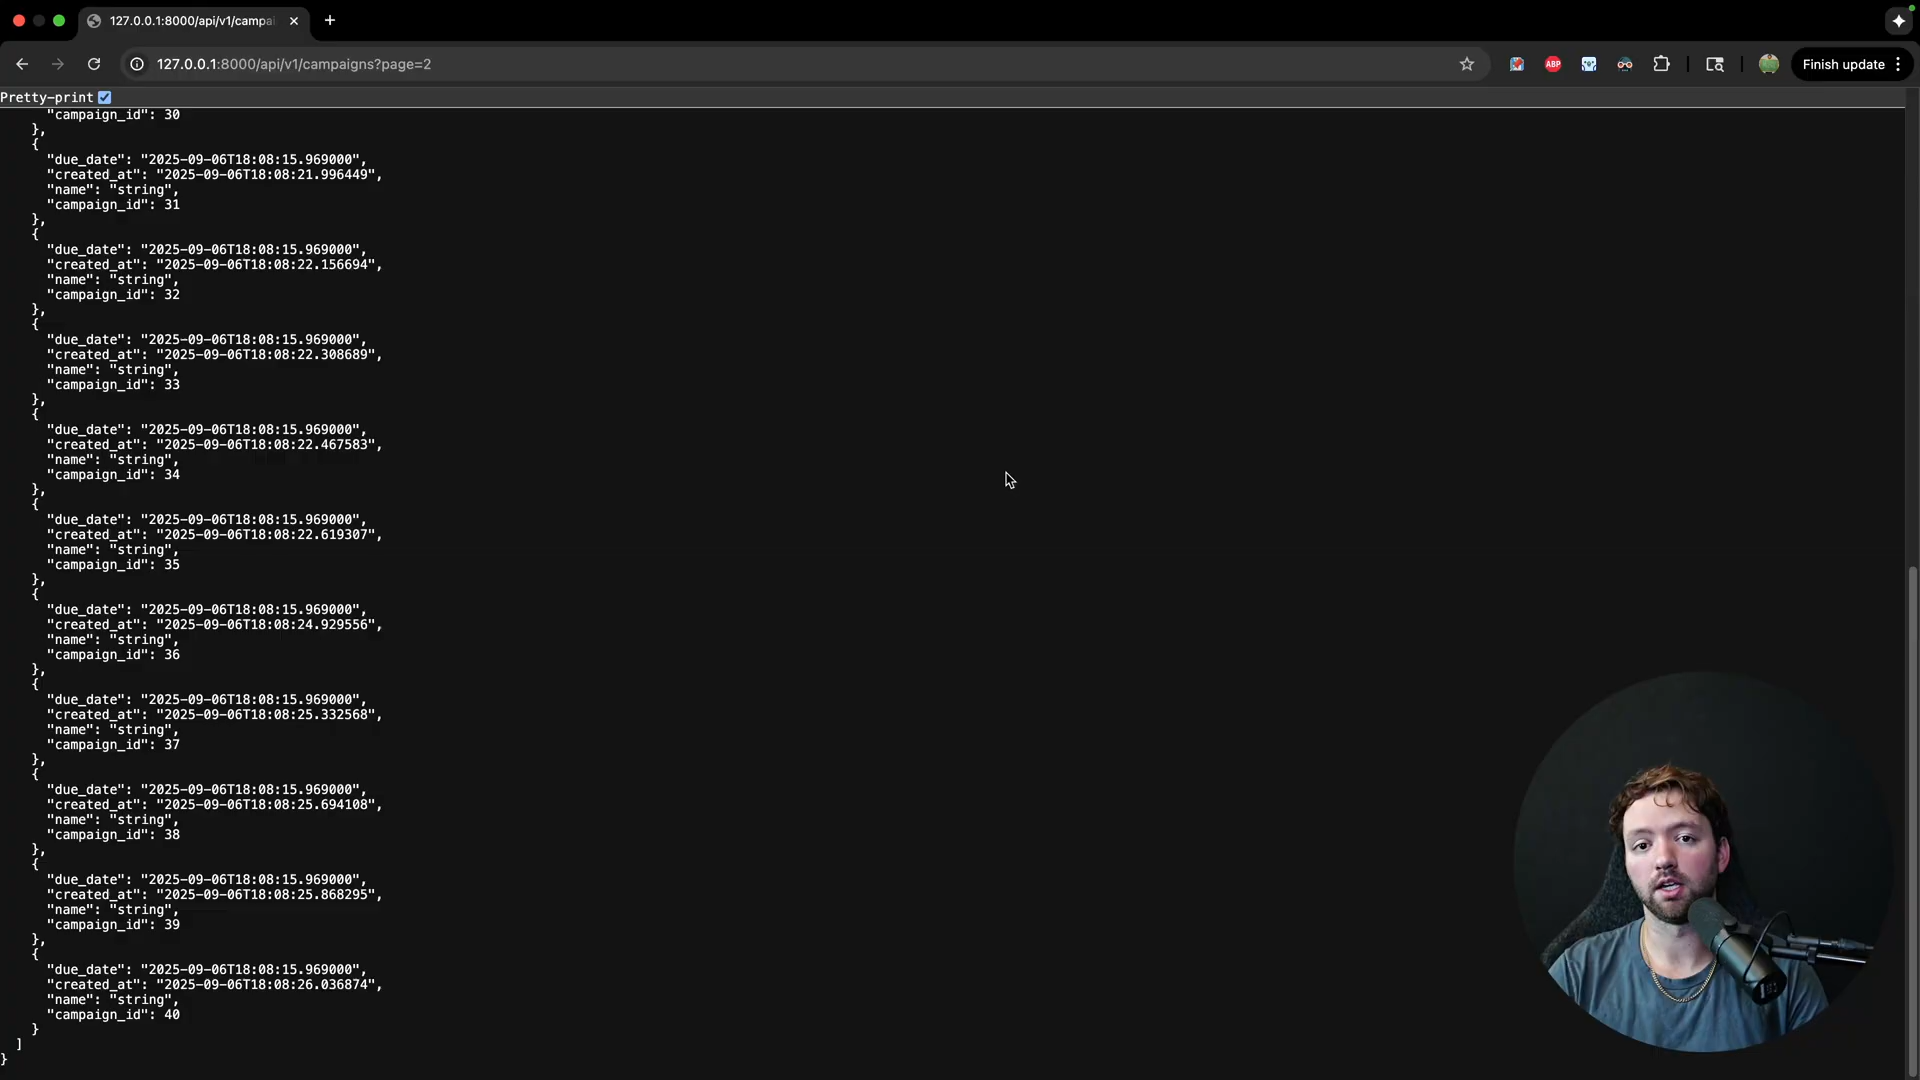 127.0.0.1:8000/api/v1/campai
127.0.0.1:8000/api/v1/campaigns?page=2
ABP
Finish update
Pretty-print
"campaign_id": 30
},
{
"due_date": "2025-09-06T18:08:15.969000",
"created_at": "2025-09-06T18:08:21.996449",
"name": "string",
"campaign_id": 31
},
{
"due_date": "2025-09-06T18:08:15.969000",
"created_at": "2025-09-06T18:08:22.156694",
"name": "string",
"campaign_id": 32
},
{
"due_date": "2025-09-06T18:08:15.969000",
"created_at": "2025-09-06T18:08:22.308689",
"name": "string",
"campaign_id": 33
},
{
"due_date": "2025-09-06T18:08:15.969000",
"created_at": "2025-09-06T18:08:22.467583",
"name": "string",
"campaign_id": 34
},
{
"due_date": "2025-09-06T18:08:15.969000",
"created_at": "2025-09-06T18:08:22.619307",
"name": "string",
"campaign_id": 35
},
{
"due_date": "2025-09-06T18:08:15.969000",
"created_at": "2025-09-06T18:08:24.929556",
"name": "string",
"campaign_id": 36
},
{
"due_date": "2025-09-06T18:08:15.969000",
"created_at": "2025-09-06T18:08:25.332568",
"name": "string",
"campaign_id": 37
},
{
"due_date": "2025-09-06T18:08:15.969000",
"created_at": "2025-09-06T18:08:25.694108",
"name": "string",
"campaign_id": 38
},
{
"due_date": "2025-09-06T18:08:15.969000",
"created_at": "2025-09-06T18:08:25.868295",
"name": "string",
"campaign_id": 39
},
{
"due_date": "2025-09-06T18:08:15.969000",
"created_at": "2025-09-06T18:08:26.036874",
"name": "string",
"campaign_id": 40
}
]
}